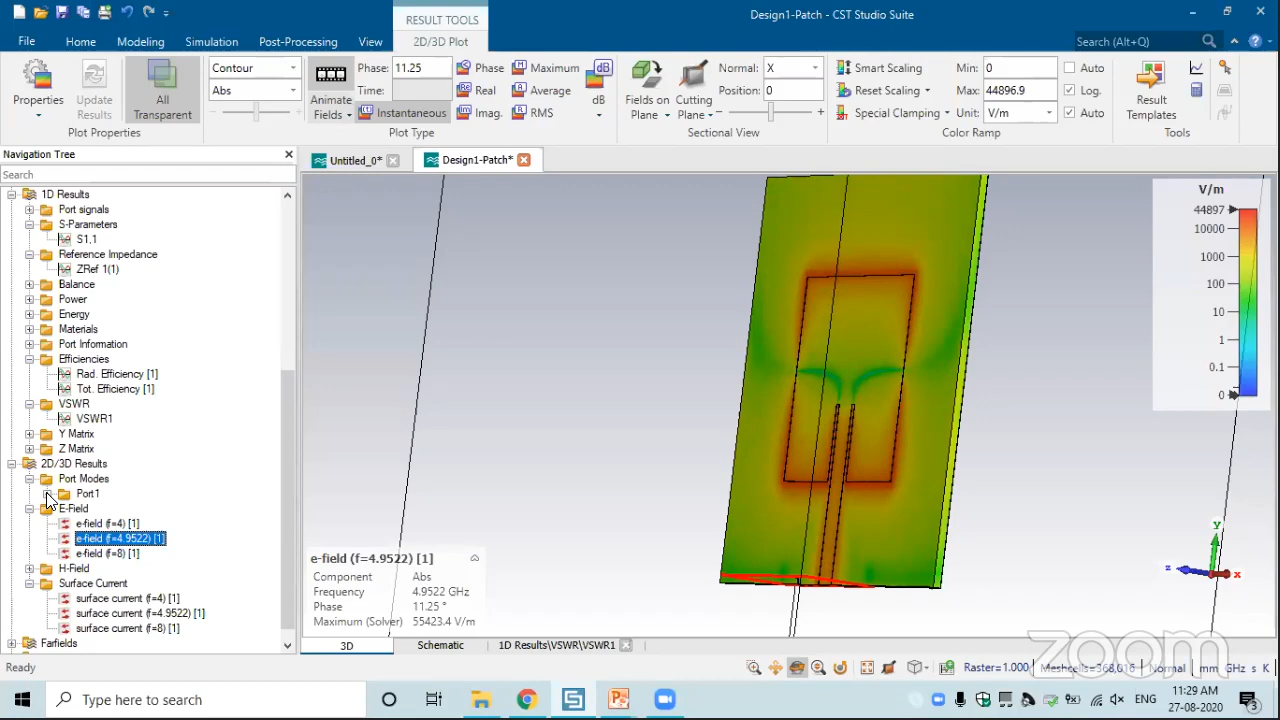 RESULT TOOLS
Design1-Patch - CST Studio Suite
File Home Modeling Simulation Post-Processing View 2D/3D Plot Search (Alt+Q)
Contour Phase: 11.25 Phase Maximum Normal: X Smart Scaling Min: 0 Auto
Abs Time: Real Average Position: 0 Reset Scaling Max: 44896.9 Log.
Properties Update Results All Transparent Animate Fields Instantaneous Imag. RMS dB Fields on Plane Cutting Plane Special Clamping Units: V/m Auto Result Templates
Plot Properties Plot Type Sectional View Color Ramp Tools
Navigation Tree
Untitled_0* Design1-Patch*
Search
1D Results
Port signals
S-Parameters
S1,1
Reference Impedance
ZRef 1(1)
Balance
Power
Energy
Materials
Port Information
Efficiencies
Rad. Efficiency [1]
Tot. Efficiency [1]
VSWR
VSWR1
Y Matrix
Z Matrix
2D/3D Results
Port Modes
Port1
E-Field
e-field (f=4) [1]
e-field (f=4.9522) [1]
e-field (f=8) [1]
H-Field
Surface Current
surface current (f=4) [1]
surface current (f=4.9522) [1]
surface current (f=8) [1]
Farfields
V/m
44897
10000
1000
100
10
1
0.1
0
e-field (f=4.9522) [1]
Component Abs
Frequency 4.9522 GHz
Phase 11.25 °
Maximum (Solver) 55423.4 V/m
y
z x
3D Schematic 1D Results\VSWR\VSWR1
zoom
Ready Raster=1.000 Meshcells=368,016 Normal mm GHz s K
Type here to search
ENG
11:29 AM
27-08-2020
3